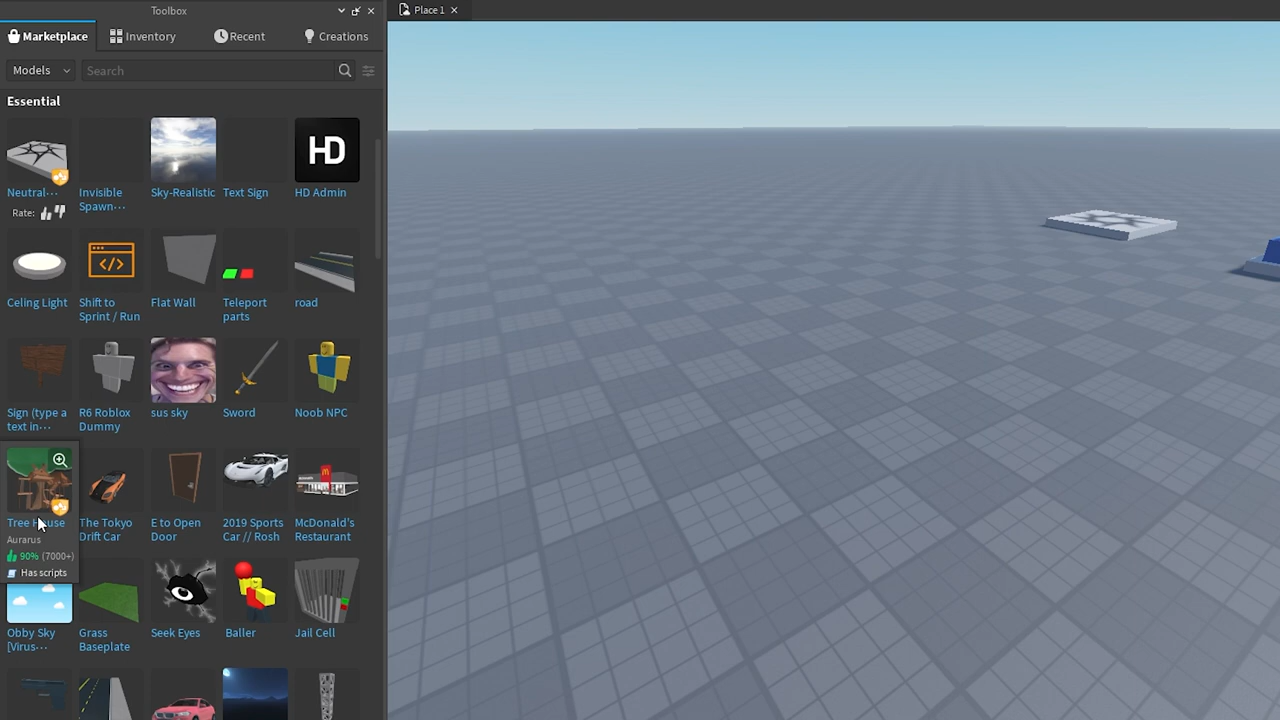 Toolbox
Place 1
Marketplace
Inventory
Recent
Creations
Models
Search
Essential
HD
Neutral···
Invisible
Spawn···
Sky-Realistic
Text Sign
HD Admin
Rate:
Celing Light
Shift to
Sprint / Run
Flat Wall
Teleport
parts
road
Sign (type a
text in···
R6 Roblox
Dummy
sus sky
Sword
Noob NPC
Tree House
Aurarus
90% (7000+)
Has scripts
The Tokyo
Drift Car
E to Open
Door
2019 Sports
Car // Rosh
McDonald's
Restaurant
Obby Sky
[Virus···
Grass
Baseplate
Seek Eyes
Baller
Jail Cell